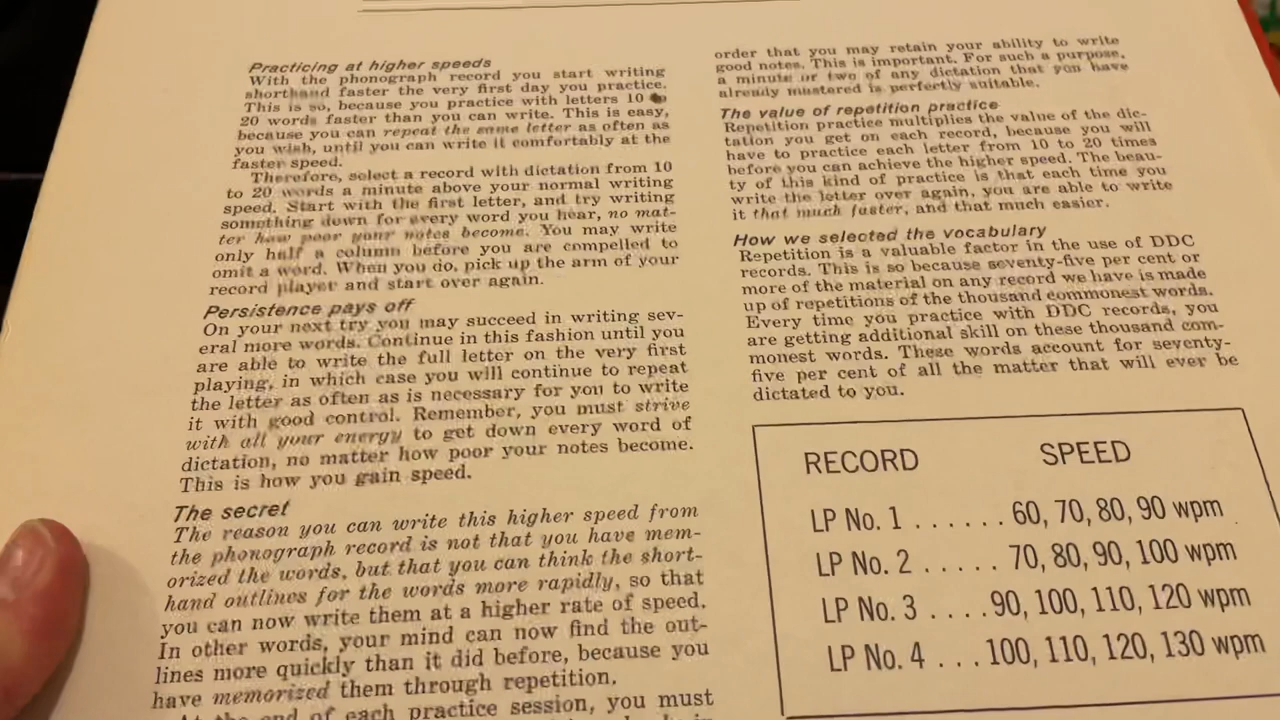 Practicing at higher speeds
With the phonograph record you start writing
shorthand faster the very first day you practice.
This is so, because you practice with letters 10
20 words faster than you can write. This is easy,
because you can repeat the same letter as often as
you wish, until you can write it comfortably at the
faster speed.
Therefore, select a record with dictation from 10
to 20 words a minute above your normal writing
speed. Start with the first letter, and try writing
something down for every word you hear, no mat-
ter how poor your notes become. You may write
only half a column before you are compelled to
omit a word. When you do, pick up the arm of your
record player and start over again.
Persistence pays off
On your next try you may succeed in writing sev-
eral more words. Continue in this fashion until you
are able to write the full letter on the very first
playing, in which case you will continue to repeat
the letter as often as is necessary for you to write
it with good control. Remember, you must strive
with all your energy to get down every word of
dictation, no matter how poor your notes become.
This is how you gain speed.
The secret
The reason you can write this higher speed from
the phonograph record is not that you have mem-
orized the words, but that you can think the short-
hand outlines for the words more rapidly, so that
you can now write them at a higher rate of speed.
In other words, your mind can now find the out-
lines more quickly than it did before, because you
have memorized them through repetition.
At the end of each practice session, you must
order that you may retain your ability to write
good notes. This is important. For such a purpose,
a minute or two of any dictation that you have
already mastered is perfectly suitable.
The value of repetition practice
Repetition practice multiplies the value of the dic-
tation you get on each record, because you will
have to practice each letter from 10 to 20 times
before you can achieve the higher speed. The beau-
ty of this kind of practice is that each time you
write the letter over again, you are able to write
it that much faster, and that much easier.
How we selected the vocabulary
Repetition is a valuable factor in the use of DDC
records. This is so because seventy-five per cent or
more of the material on any record we have is made
up of repetitions of the thousand commonest words.
Every time you practice with DDC records, you
are getting additional skill on these thousand com-
monest words. These words account for seventy-
five per cent of all the matter that will ever be
dictated to you.
RECORD SPEED
LP No. 1 . . . . . . 60, 70, 80, 90 wpm
LP No. 2 . . . . . 70, 80, 90, 100 wpm
LP No. 3 . . . . 90, 100, 110, 120 wpm
LP No. 4 . . . 100, 110, 120, 130 wpm